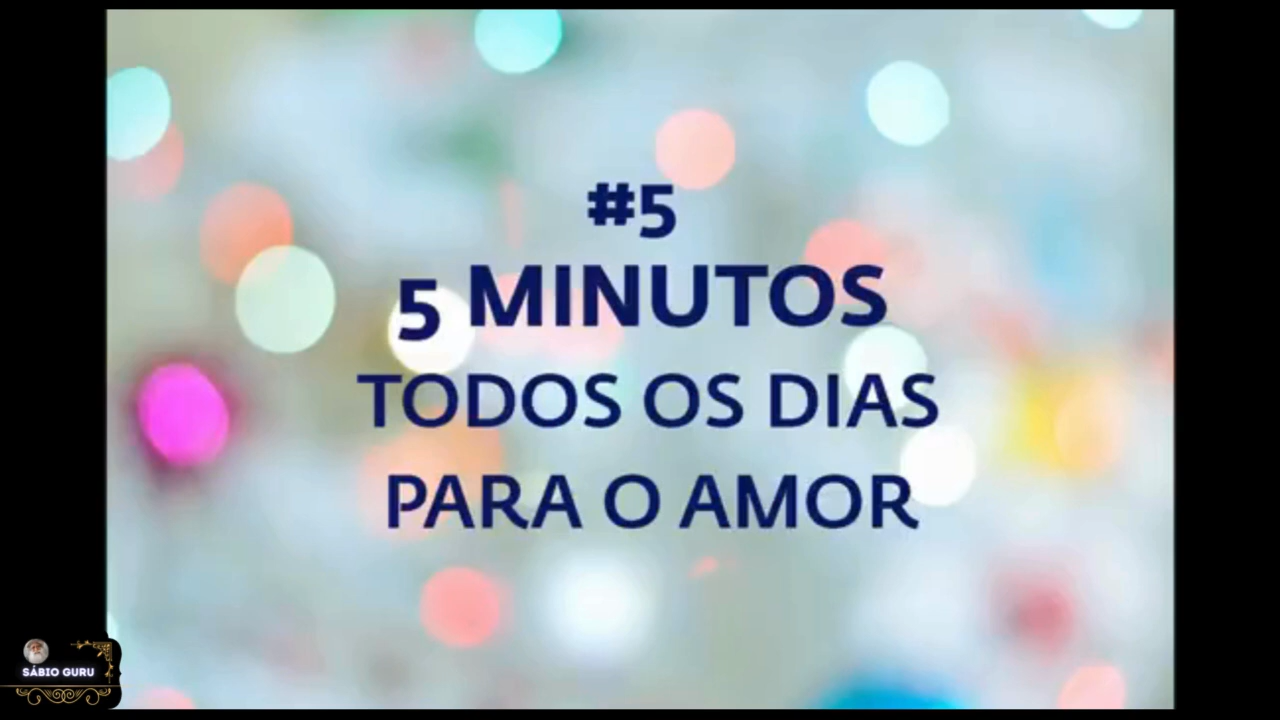 #5
5 MINUTOS
TODOS OS DIAS
PARA O AMOR
SÁBIO GURU